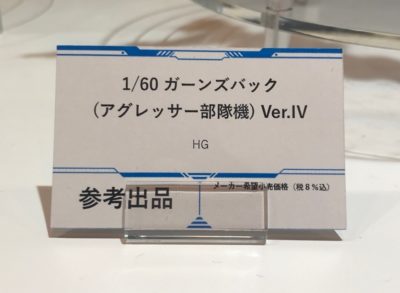 1/60 ガーンズバック
(アグレッサー部隊機) Ver.IV
HG
メーカー希望小売価格（税8%込）
参考出品